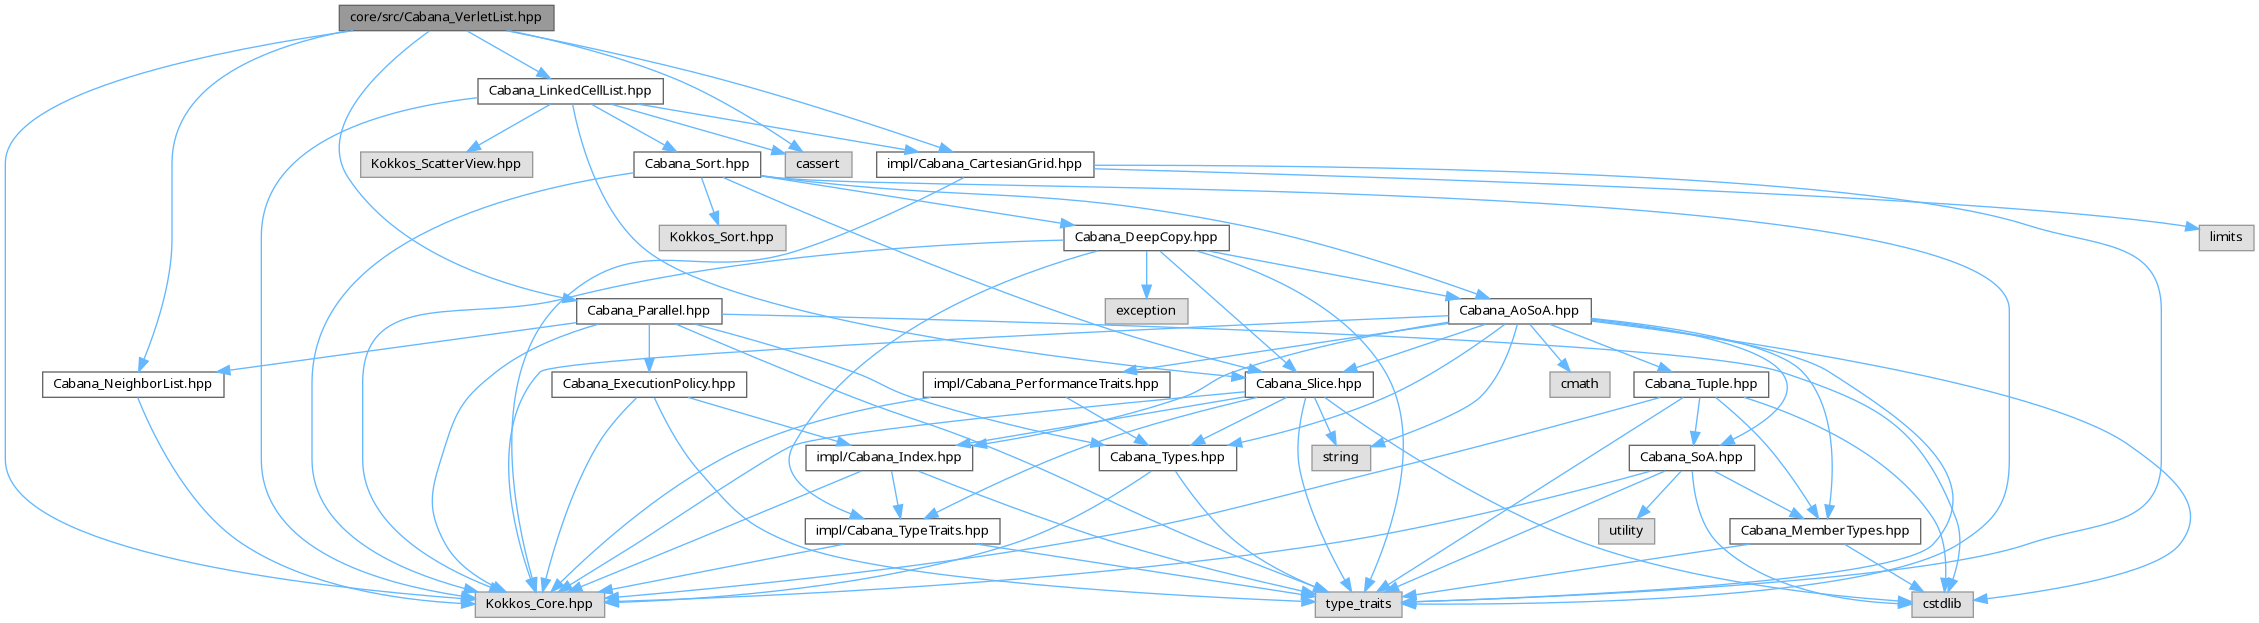 core/src/Cabana_VerletList.hpp
Cabana_LinkedCellList.hpp
Kokkos_ScatterView.hpp
Cabana_Sort.hpp
cassert
impl/Cabana_CartesianGrid.hpp
Kokkos_Sort.hpp
Cabana_DeepCopy.hpp
limits
Cabana_Parallel.hpp
exception
Cabana_AoSoA.hpp
Cabana_NeighborList.hpp
Cabana_ExecutionPolicy.hpp
impl/Cabana_PerformanceTraits.hpp
Cabana_Slice.hpp
cmath
Cabana_Tuple.hpp
impl/Cabana_Index.hpp
Cabana_Types.hpp
string
Cabana_SoA.hpp
impl/Cabana_TypeTraits.hpp
utility
Cabana_MemberTypes.hpp
Kokkos_Core.hpp
type_traits
cstdlib